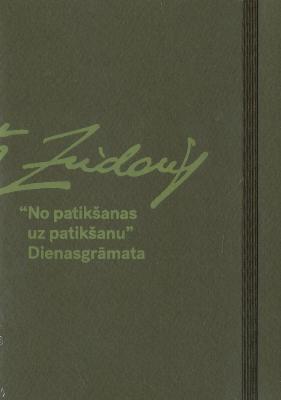 "No patikšanas
uz patikšanu"
Dienasgrāmata